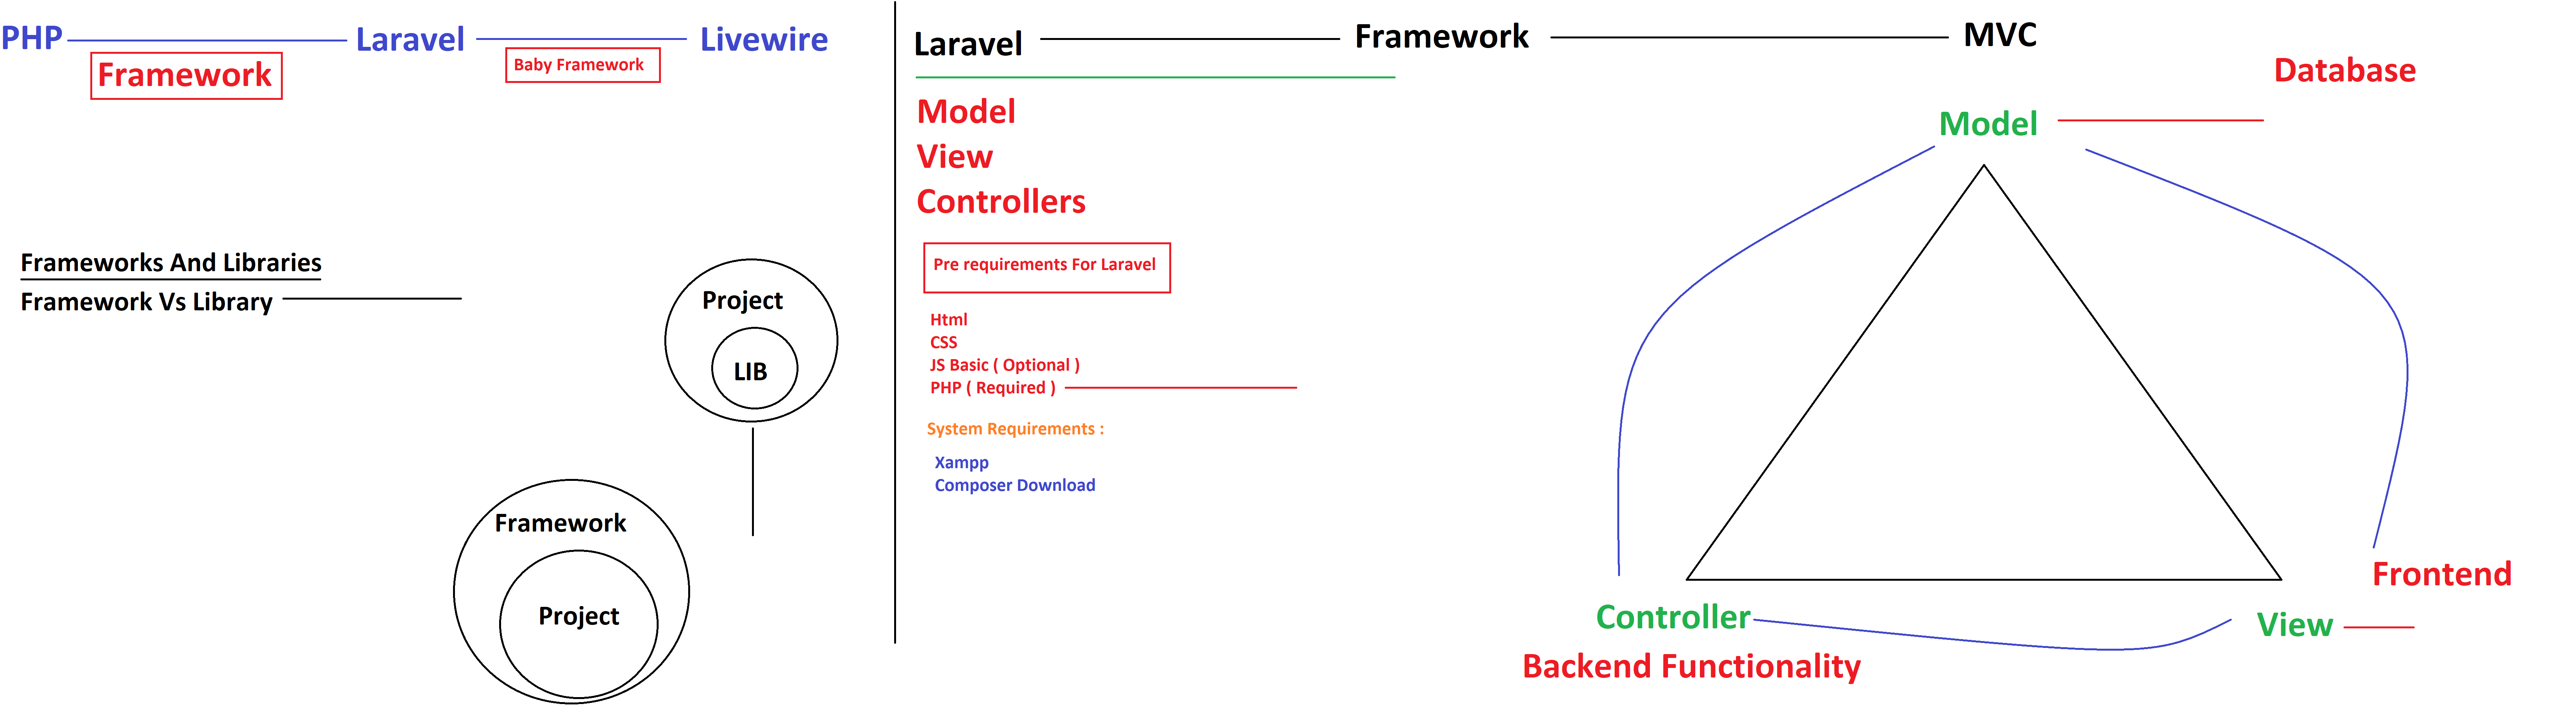 PHP
Laravel
Livewire
Framework
Baby Framework
Frameworks And Libraries
Framework Vs Library
Project
LIB
Framework
Project
Laravel
Framework
MVC
Model
View
Controllers
Pre requirements For Laravel
Html
CSS
JS Basic ( Optional )
PHP ( Required )
System Requirements :
Xampp
Composer Download
Database
Model
Frontend
Controller
View
Backend Functionality